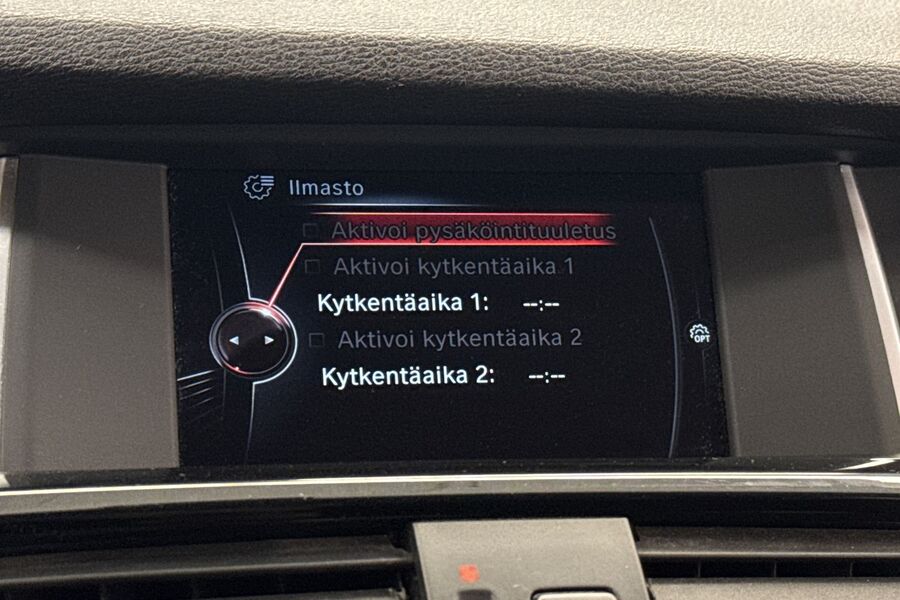 Ilmasto
Aktivoi pysäköintituuletus
Aktivoi kytkentäaika 1
Kytkentäaika 1: --:--
Aktivoi kytkentäaika 2
Kytkentäaika 2: --:--
OPT